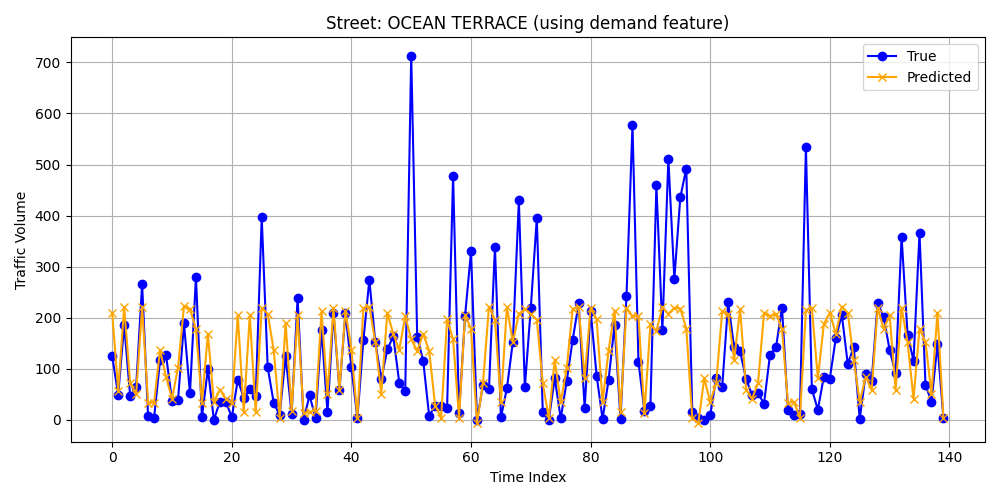 Street: OCEAN TERRACE (using demand feature)
True
Predicted
Traffic Volume
700
600
500
400
300
200
100
0
0 20 40 60 80 100 120 140
Time Index